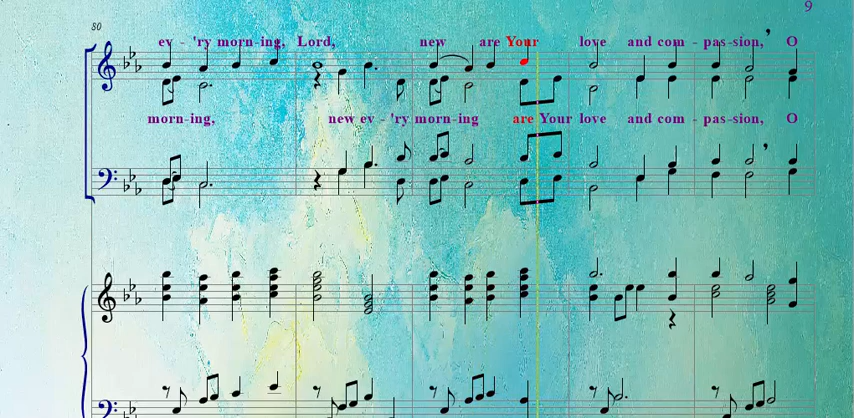 9
80
ev - 'ry morn-ing, Lord, new are Your love and com - pas-sion, O
morn-ing, new ev - 'ry morn-ing are Your love and com - pas-sion, O